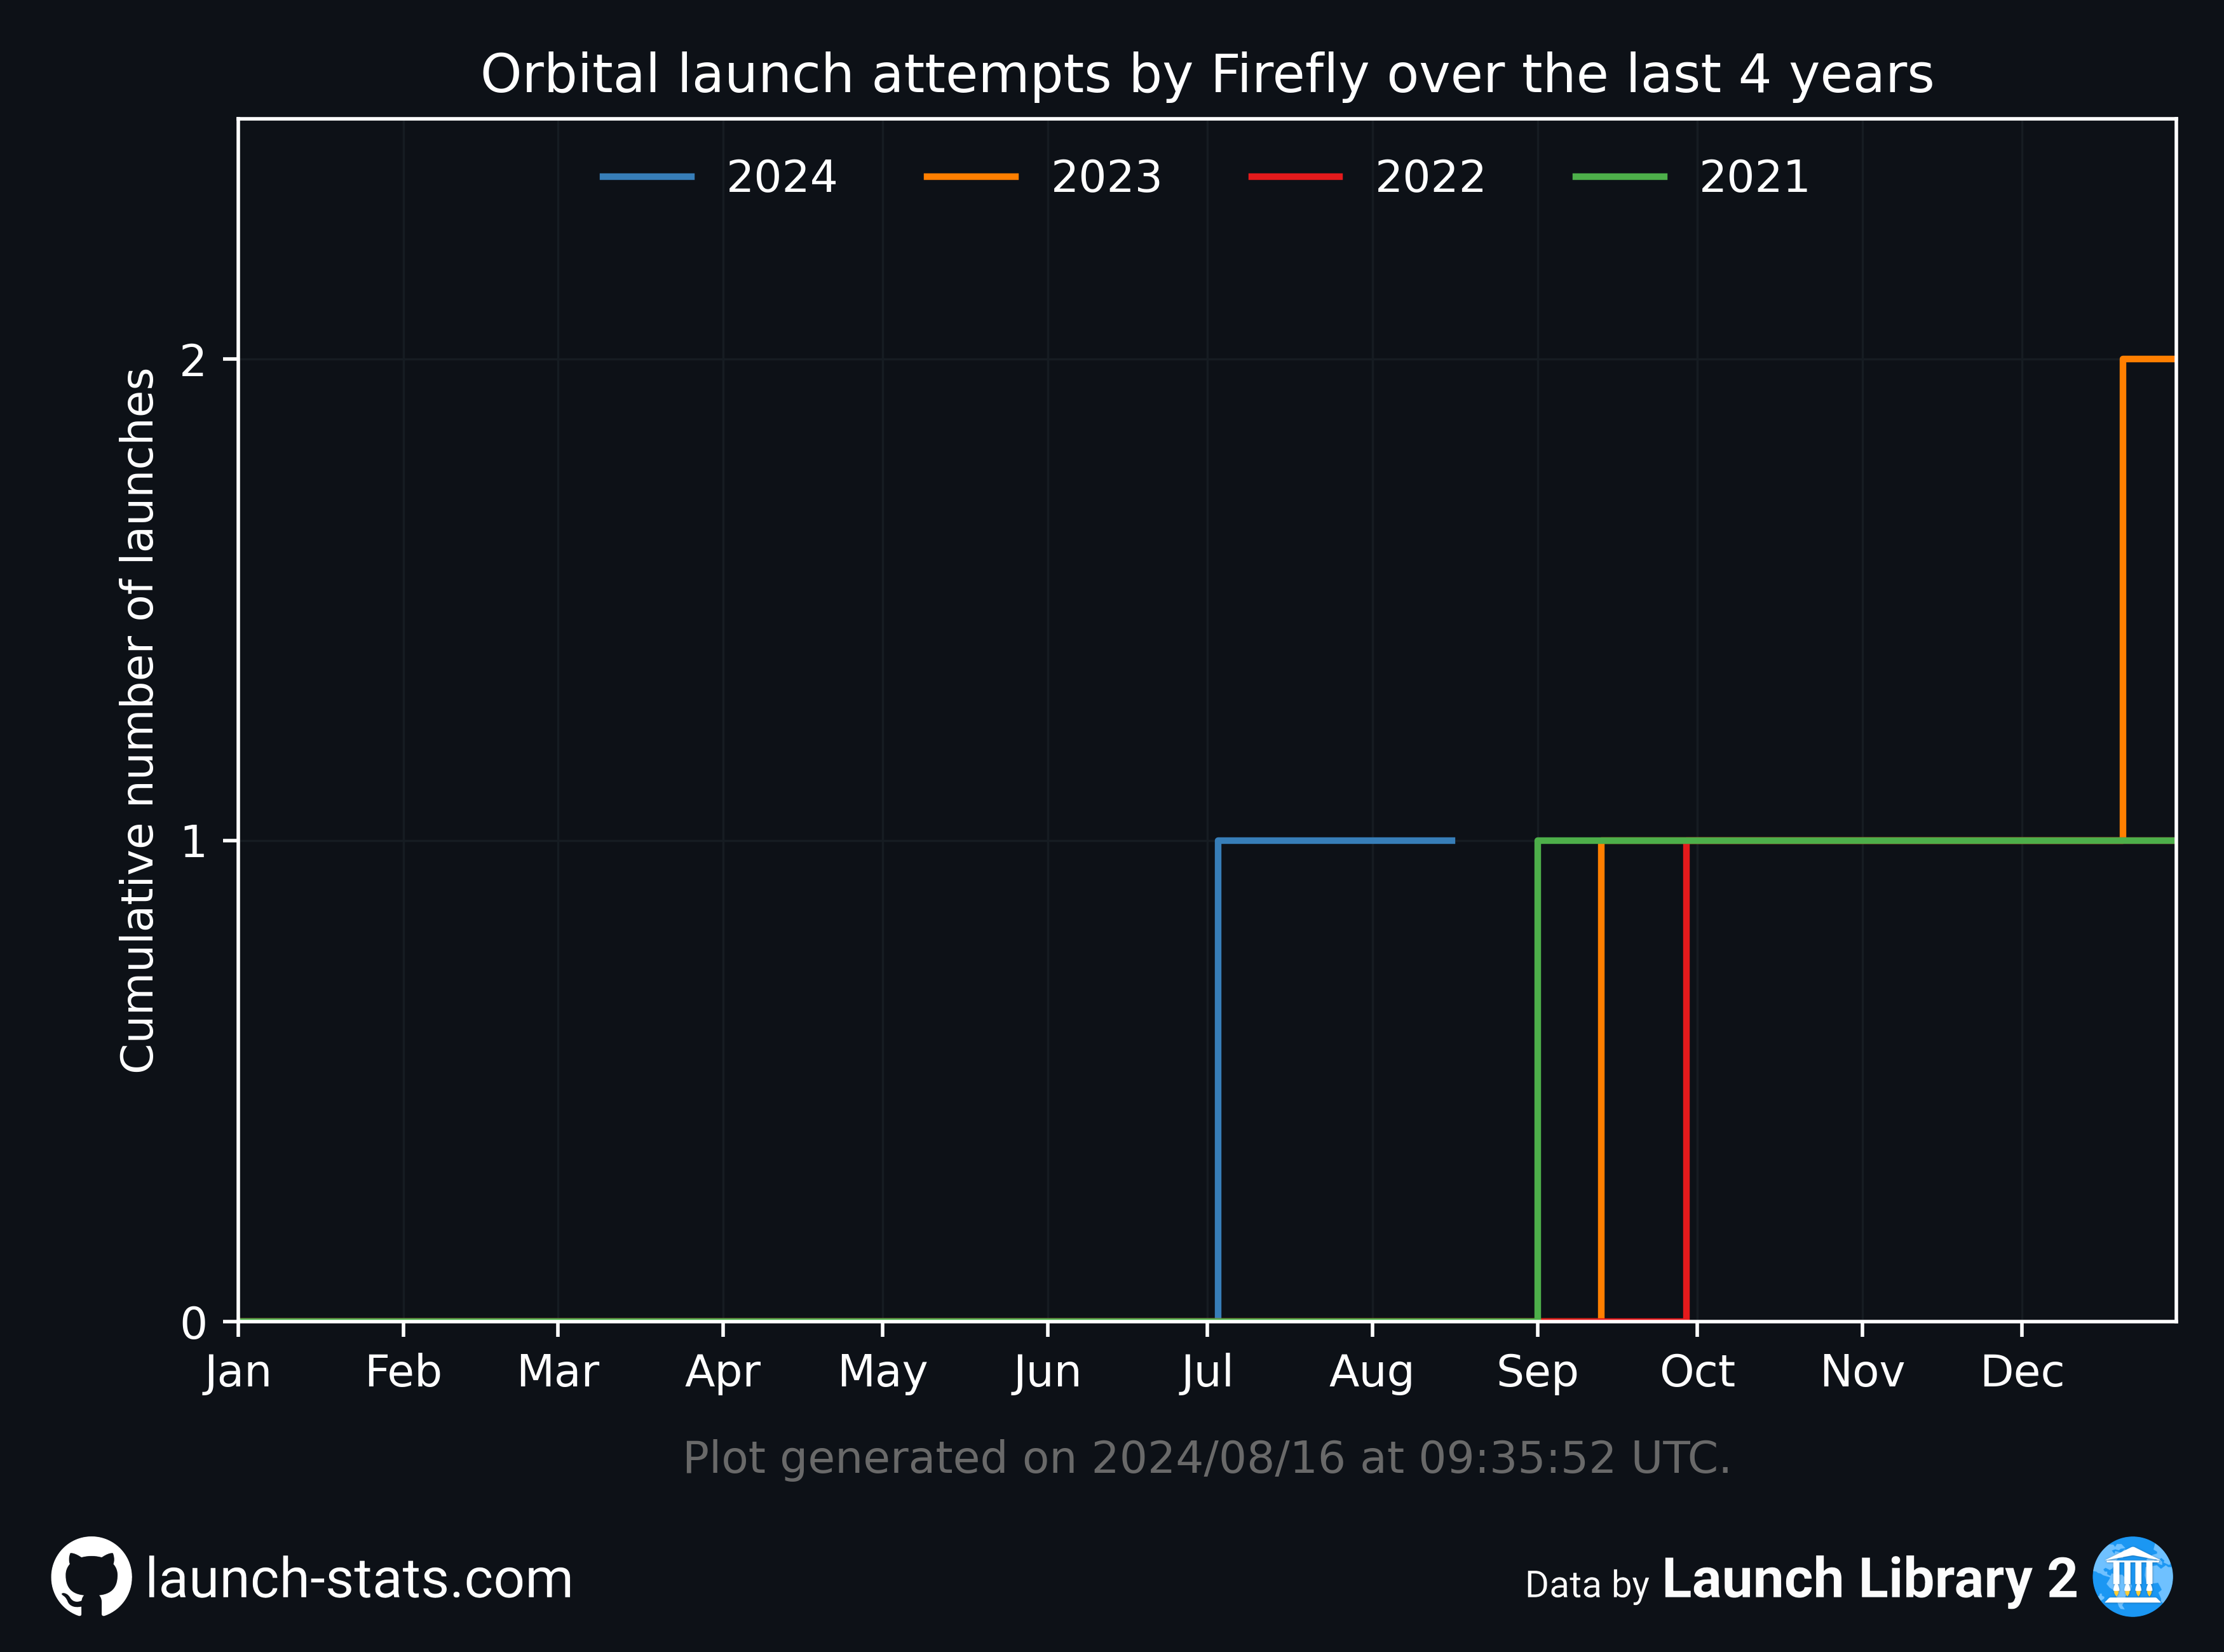 Orbital launch attempts by Firefly over the last 4 years
2024 2023 2022 2021
Cumulative number of launches
2
1
0
Jan Feb Mar Apr May Jun Jul Aug Sep Oct Nov Dec
Plot generated on 2024/08/16 at 09:35:52 UTC.
launch-stats.com
Data by Launch Library 2